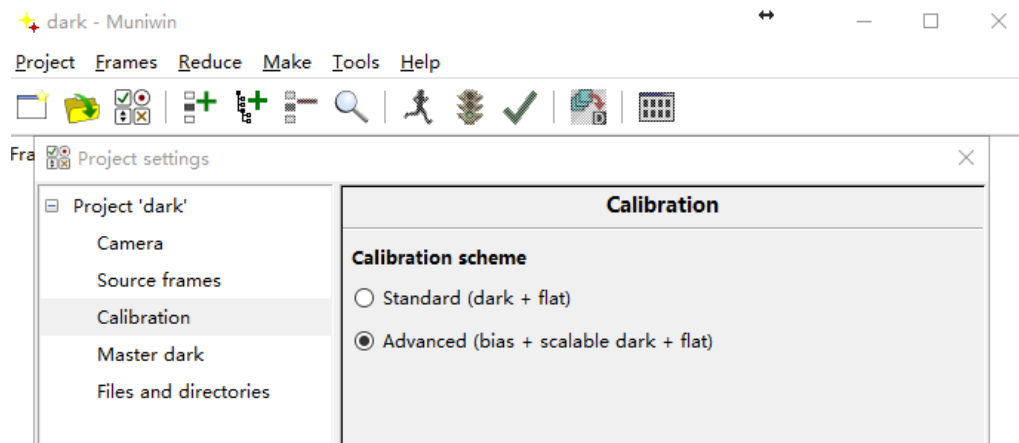 dark - Muniwin
Project Frames Reduce Make Tools Help
Fra
Project settings
Project 'dark'
Camera
Source frames
Calibration
Master dark
Files and directories
Calibration
Calibration scheme
Standard (dark + flat)
Advanced (bias + scalable dark + flat)